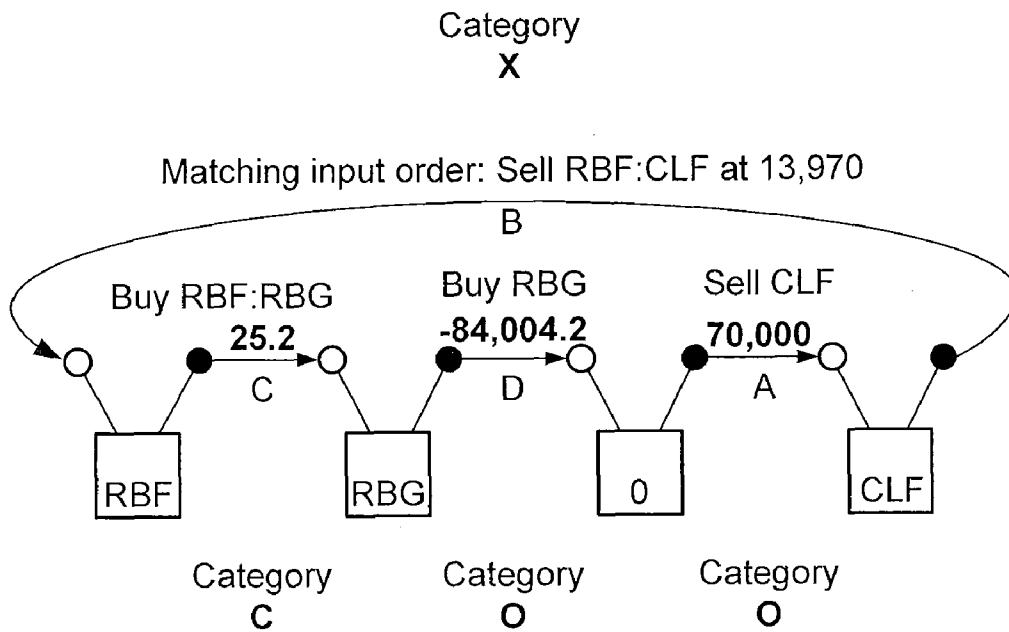 Category
X
Matching input order: Sell RBF:CLF at 13,970
B
Buy RBF:RBG
Buy RBG
Sell CLF
25.2
-84,004.2
70,000
C
D
A
RBF
RBG
0
CLF
Category
Category
Category
C
O
O